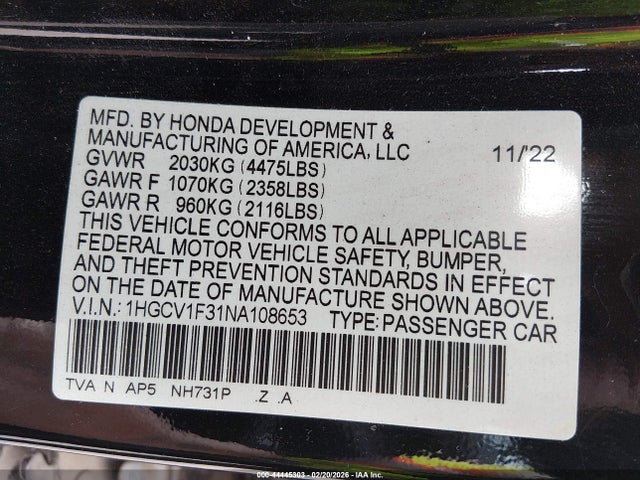 MFD. BY HONDA DEVELOPMENT &
MANUFACTURING OF AMERICA, LLC 11/'22
GVWR 2030KG (4475LBS)
GAWR F 1070KG (2358LBS)
GAWR R 960KG (2116LBS)
THIS VEHICLE CONFORMS TO ALL APPLICABLE
FEDERAL MOTOR VEHICLE SAFETY, BUMPER,
AND THEFT PREVENTION STANDARDS IN EFFECT
ON THE DATE OF MANUFACTURE SHOWN ABOVE.
V.I.N.: 1HGCV1F31NA108653 TYPE: PASSENGER CAR
TVA N AP5 NH731P .Z .A
000-44445303 - 02/20/2026 - IAA Inc.